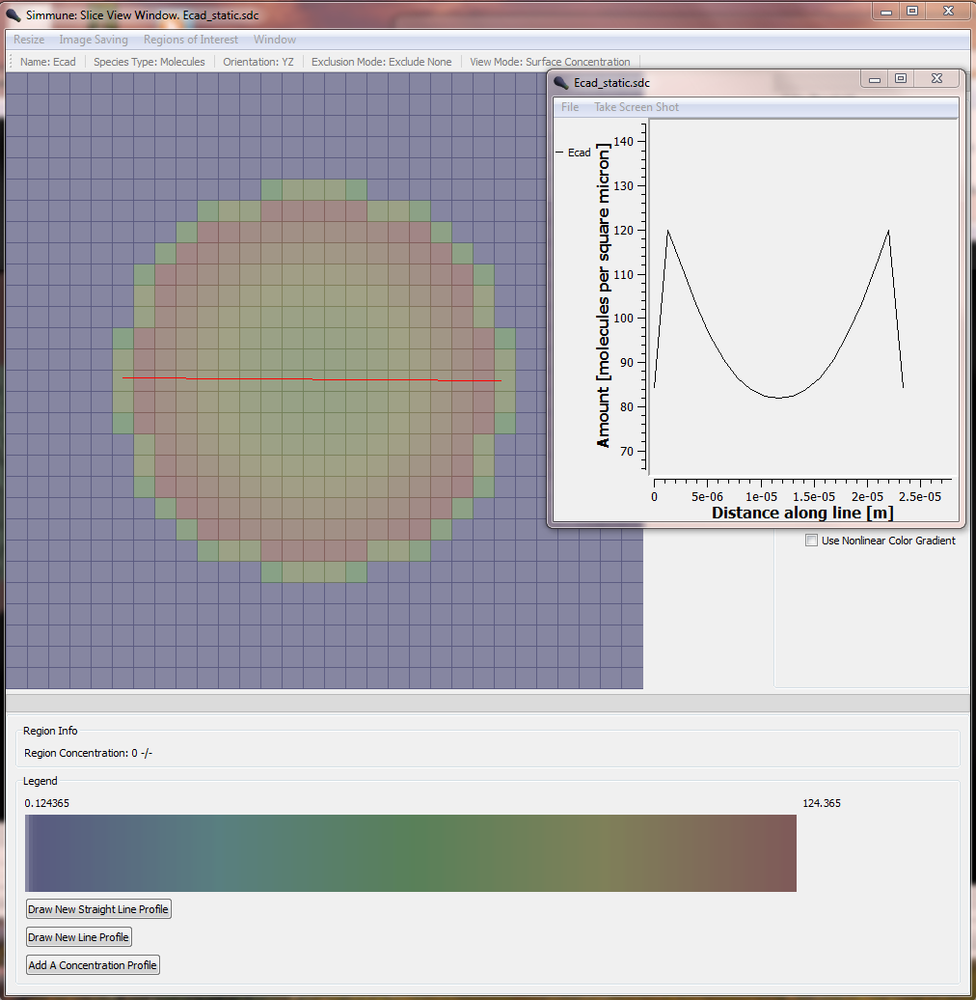 Simmune: Slice View Window. Ecad_static.sdc
Resize Image Saving Regions of Interest Window
Name: Ecad Species Type: Molecules Orientation: YZ Exclusion Mode: Exclude None View Mode: Surface Concentration
Ecad_static.sdc
File Take Screen Shot
Ecad
Amount [molecules per square micron]
140
130
120
110
100
90
80
70
0 5e-06 1e-05 1.5e-05 2e-05 2.5e-05
Distance along line [m]
Use Nonlinear Color Gradient
Region Info
Region Concentration: 0 -/-
Legend
0.124365 124.365
Draw New Straight Line Profile
Draw New Line Profile
Add A Concentration Profile